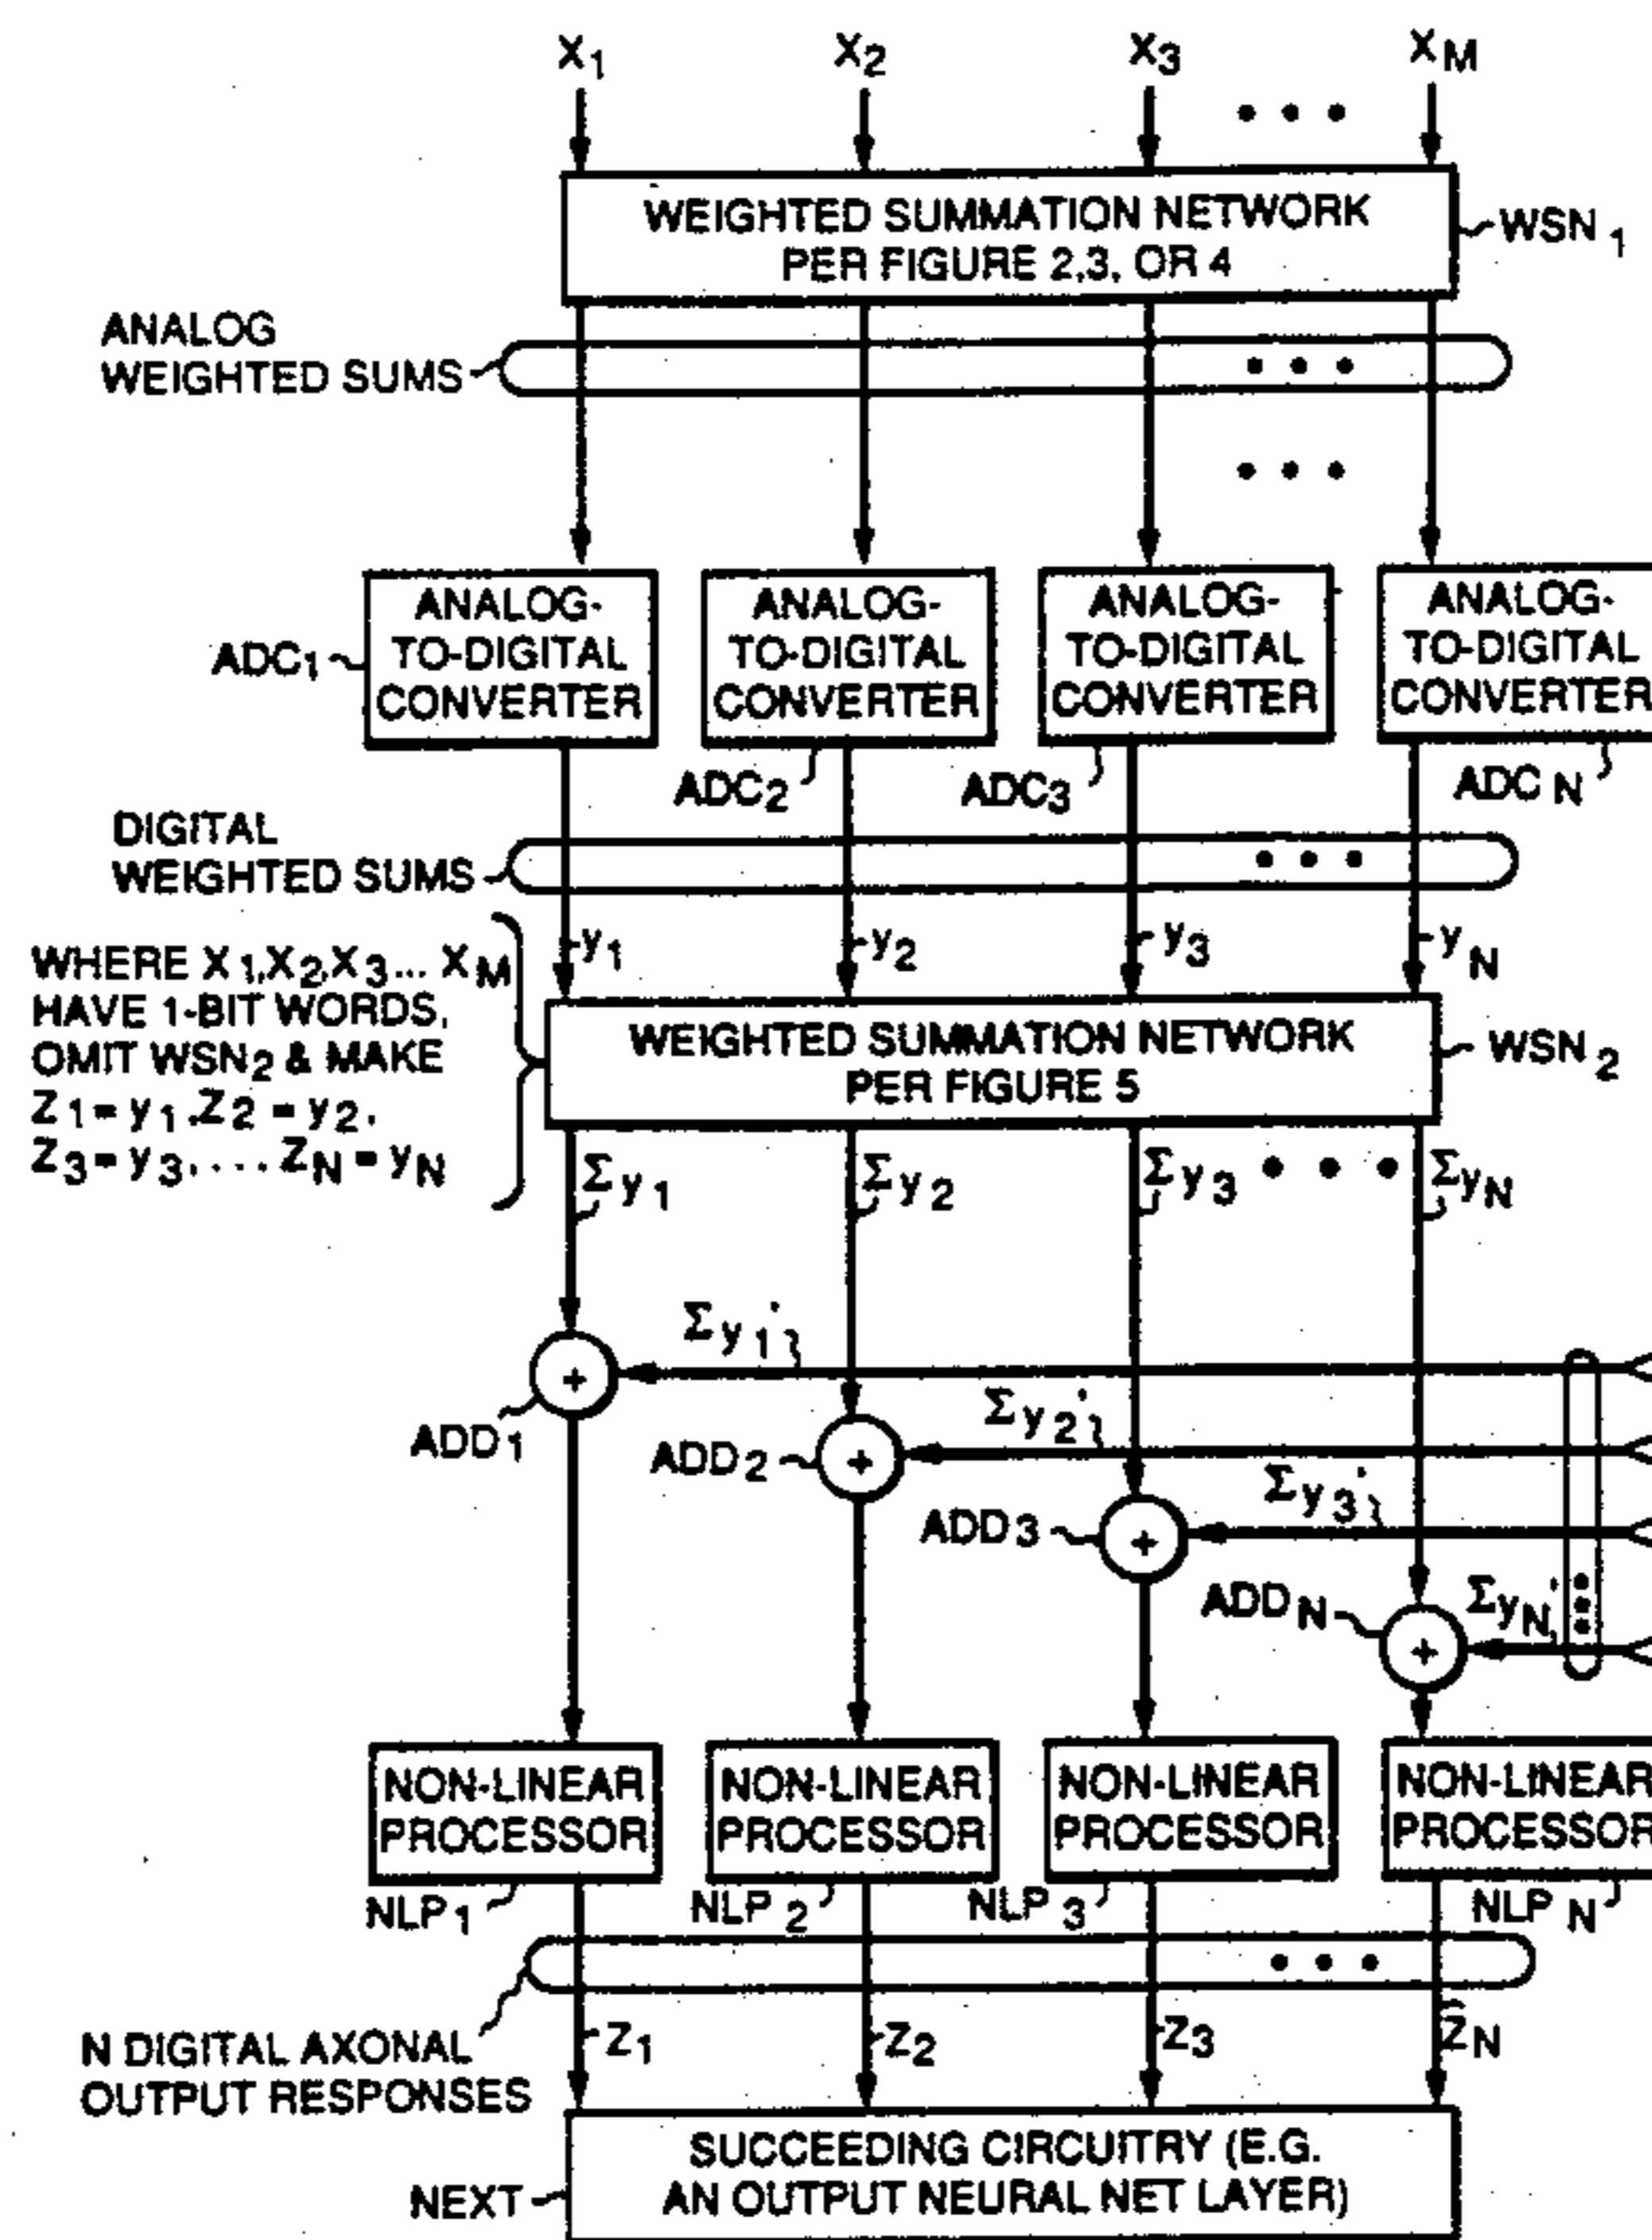 X1 X2 X3 • • • XM
WEIGHTED SUMMATION NETWORK
PER FIGURE 2,3, OR 4
WSN 1
ANALOG
WEIGHTED SUMS
• • •
• • •
ANALOG-
TO-DIGITAL
CONVERTER
ANALOG-
TO-DIGITAL
CONVERTER
ANALOG-
TO-DIGITAL
CONVERTER
ANALOG-
TO-DIGITAL
CONVERTER
ADC1
ADC2
ADC3
ADC N
DIGITAL
WEIGHTED SUMS
• • •
y1 y2 y3 yN
WHERE X1,X2,X3... XM
HAVE 1-BIT WORDS,
OMIT WSN2 & MAKE
Z1=y1,Z2=y2,
Z3=y3,...ZN=yN
WEIGHTED SUMMATION NETWORK
PER FIGURE 5
WSN 2
Σy1 Σy2 Σy3 • • • ΣyN
Σy1'
+
ADD1
Σy2'
ADD2
+
Σy3'
ADD3
+
ADDN
ΣyN'
+
NON-LINEAR
PROCESSOR
NON-LINEAR
PROCESSOR
NON-LINEAR
PROCESSOR
NON-LINEAR
PROCESSOR
NLP1
NLP2
NLP3
NLP N
• • •
N DIGITAL AXONAL
OUTPUT RESPONSES
Z1 Z2 Z3 ZN
SUCCEEDING CIRCUITRY (E.G.
AN OUTPUT NEURAL NET LAYER)
NEXT